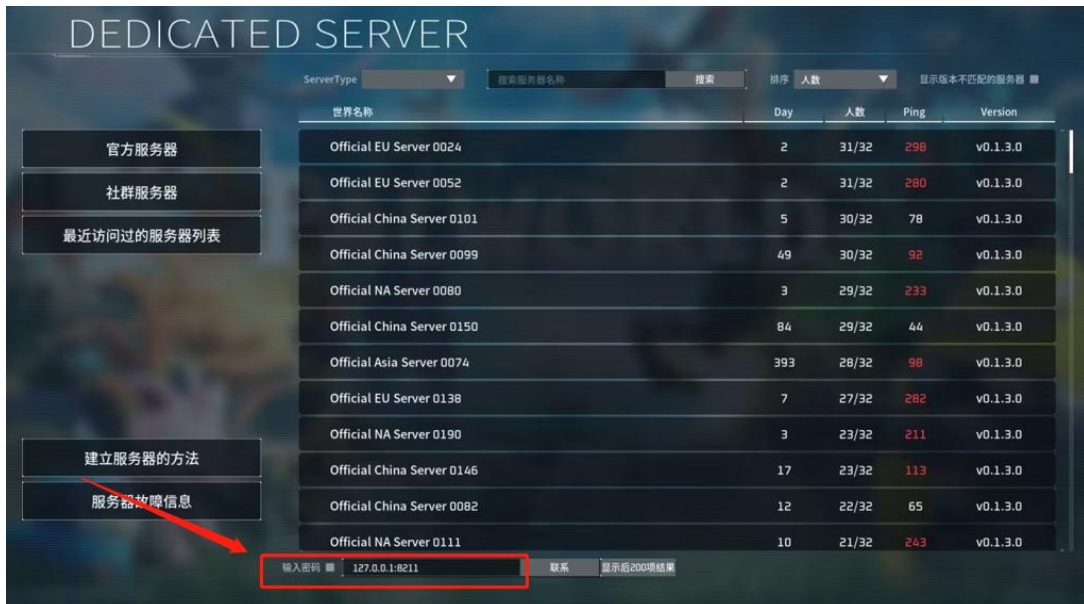 DEDICATED SERVER
ServerType 搜索服务器名称 搜索 排序 人数 显示版本不匹配的服务器
世界名称 Day 人数 Ping Version
官方服务器
社群服务器
最近访问过的服务器列表
建立服务器的方法
服务器故障信息
Official EU Server 0024 2 31/32 298 v0.1.3.0
Official EU Server 0052 2 31/32 280 v0.1.3.0
Official China Server 0101 5 30/32 78 v0.1.3.0
Official China Server 0099 49 30/32 92 v0.1.3.0
Official NA Server 0080 3 29/32 233 v0.1.3.0
Official China Server 0150 84 29/32 44 v0.1.3.0
Official Asia Server 0074 393 28/32 98 v0.1.3.0
Official EU Server 0138 7 27/32 282 v0.1.3.0
Official NA Server 0190 3 23/32 211 v0.1.3.0
Official China Server 0146 17 23/32 113 v0.1.3.0
Official China Server 0082 12 22/32 65 v0.1.3.0
Official NA Server 0111 10 21/32 243 v0.1.3.0
输入密码 127.0.0.1:8211 联系 显示后200项结果